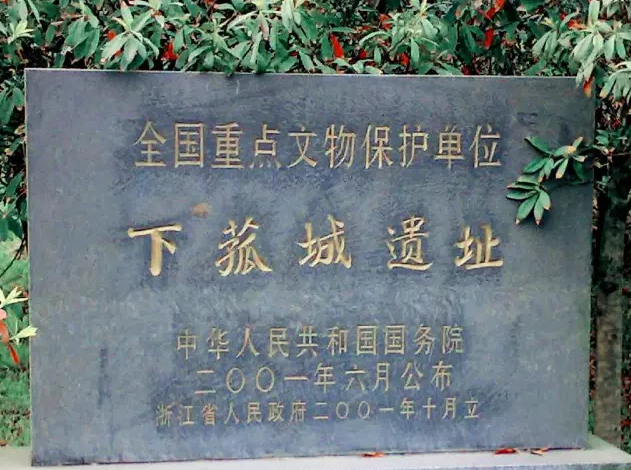 全国重点文物保护单位
下菰城遗址
中华人民共和国国务院
二〇〇一年六月公布
浙江省人民政府二〇〇一年十月立